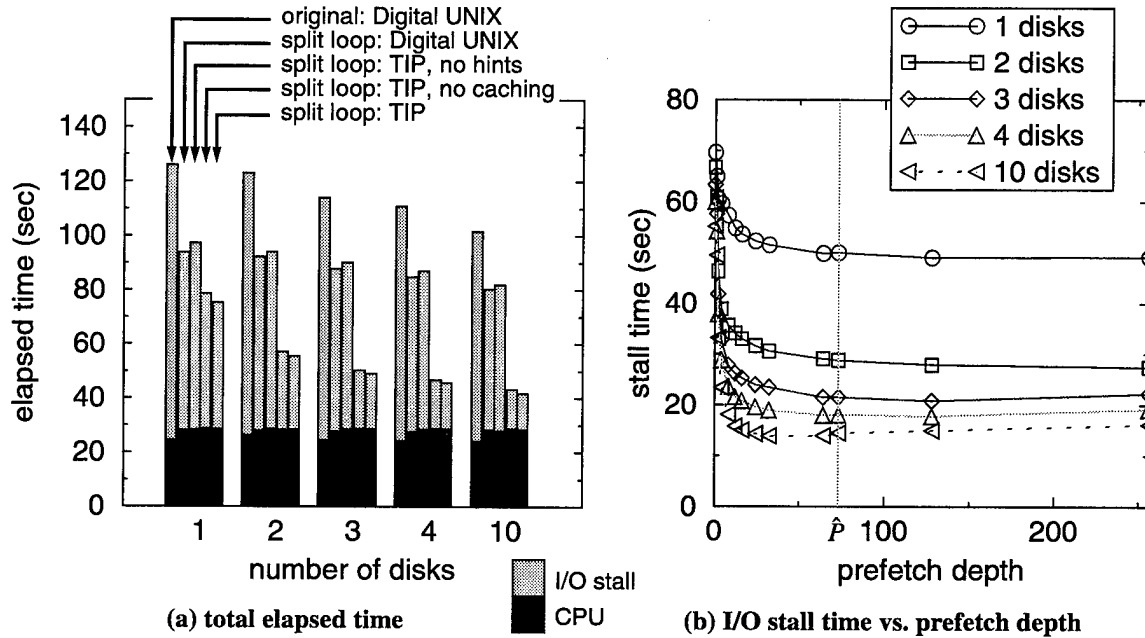 original: Digital UNIX
split loop: Digital UNIX
split loop: TIP, no hints
split loop: TIP, no caching
split loop: TIP
140
120
100
80
60
40
20
0
elapsed time (sec)
1 2 3 4 10
number of disks
I/O stall
CPU
(a) total elapsed time
1 disks
2 disks
3 disks
4 disks
10 disks
80
60
40
20
0
stall time (sec)
0 P̂ 100 200
prefetch depth
(b) I/O stall time vs. prefetch depth